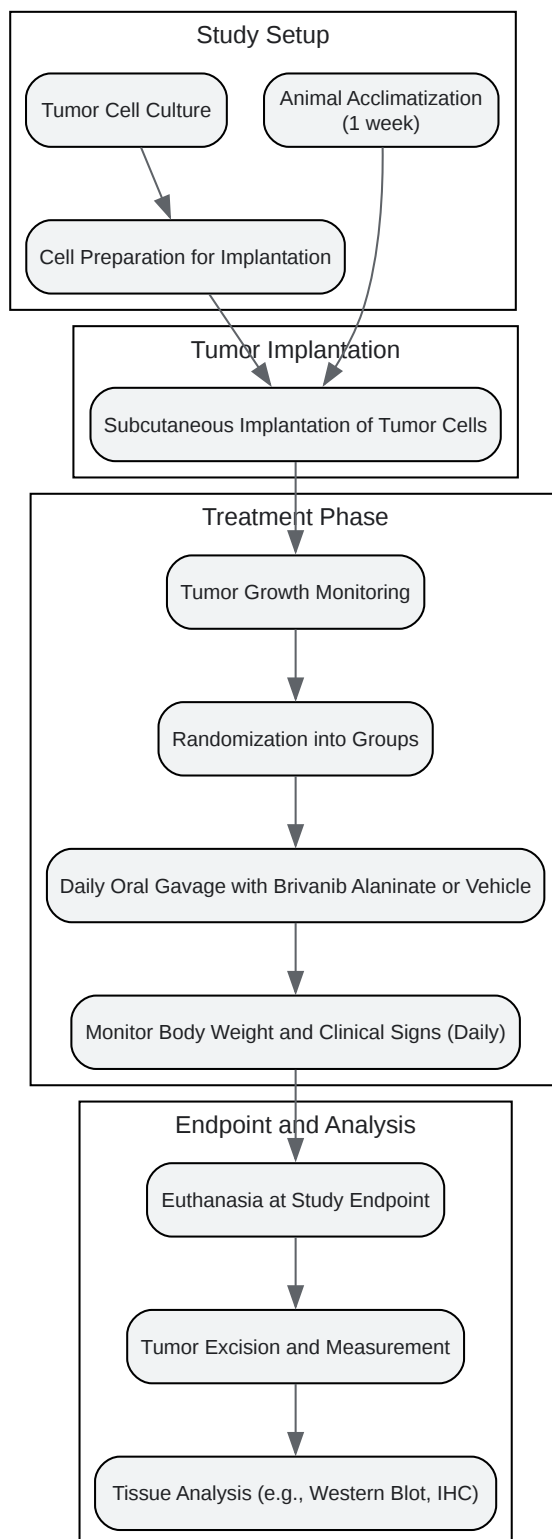 Study Setup
Tumor Cell Culture
Animal Acclimatization
(1 week)
Cell Preparation for Implantation
Tumor Implantation
Subcutaneous Implantation of Tumor Cells
Treatment Phase
Tumor Growth Monitoring
Randomization into Groups
Daily Oral Gavage with Brivanib Alaninate or Vehicle
Monitor Body Weight and Clinical Signs (Daily)
Endpoint and Analysis
Euthanasia at Study Endpoint
Tumor Excision and Measurement
Tissue Analysis (e.g., Western Blot, IHC)